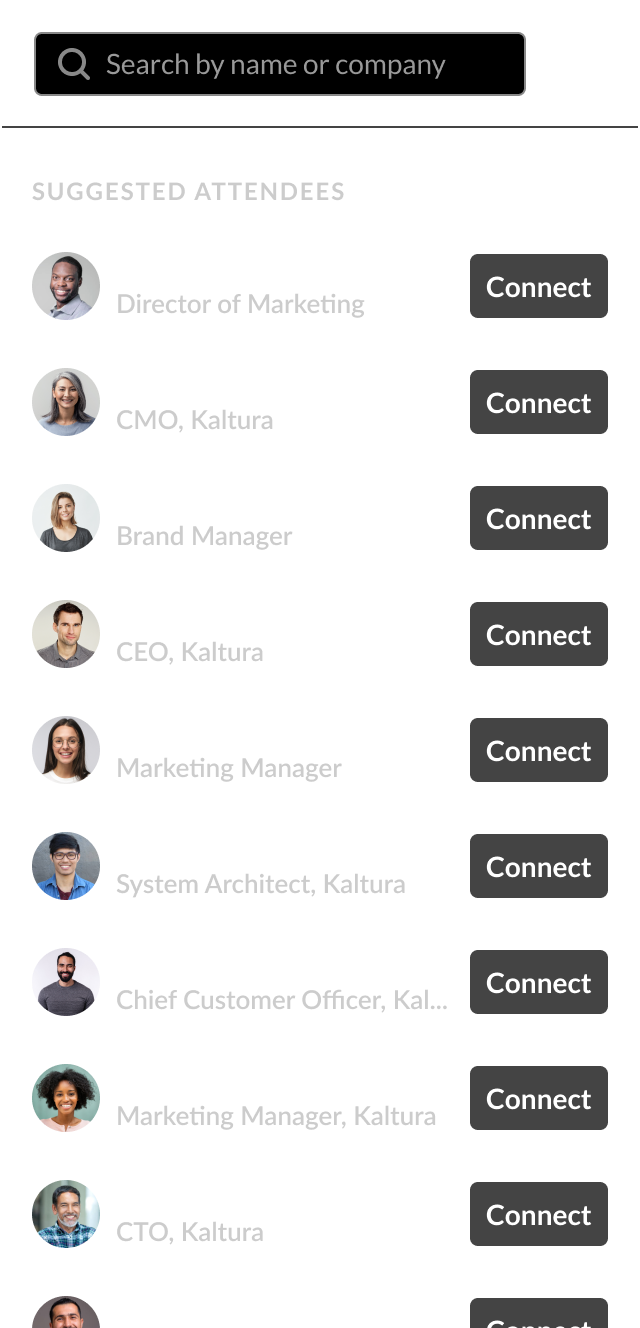 Search by name or company
SUGGESTED ATTENDEES
Director of Marketing
Connect
CMO, Kaltura
Connect
Brand Manager
Connect
CEO, Kaltura
Connect
Marketing Manager
Connect
System Architect, Kaltura
Connect
Chief Customer Officer, Kal...
Connect
Marketing Manager, Kaltura
Connect
CTO, Kaltura
Connect
Connect